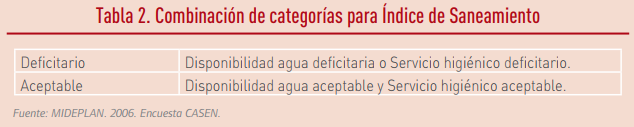 Tabla 2. Combinación de categorías para Índice de Saneamiento
Deficitario Disponibilidad agua deficitaria o Servicio higiénico deficitario.
Aceptable Disponibilidad agua aceptable y Servicio higiénico aceptable.
Fuente: MIDEPLAN. 2006. Encuesta CASEN.